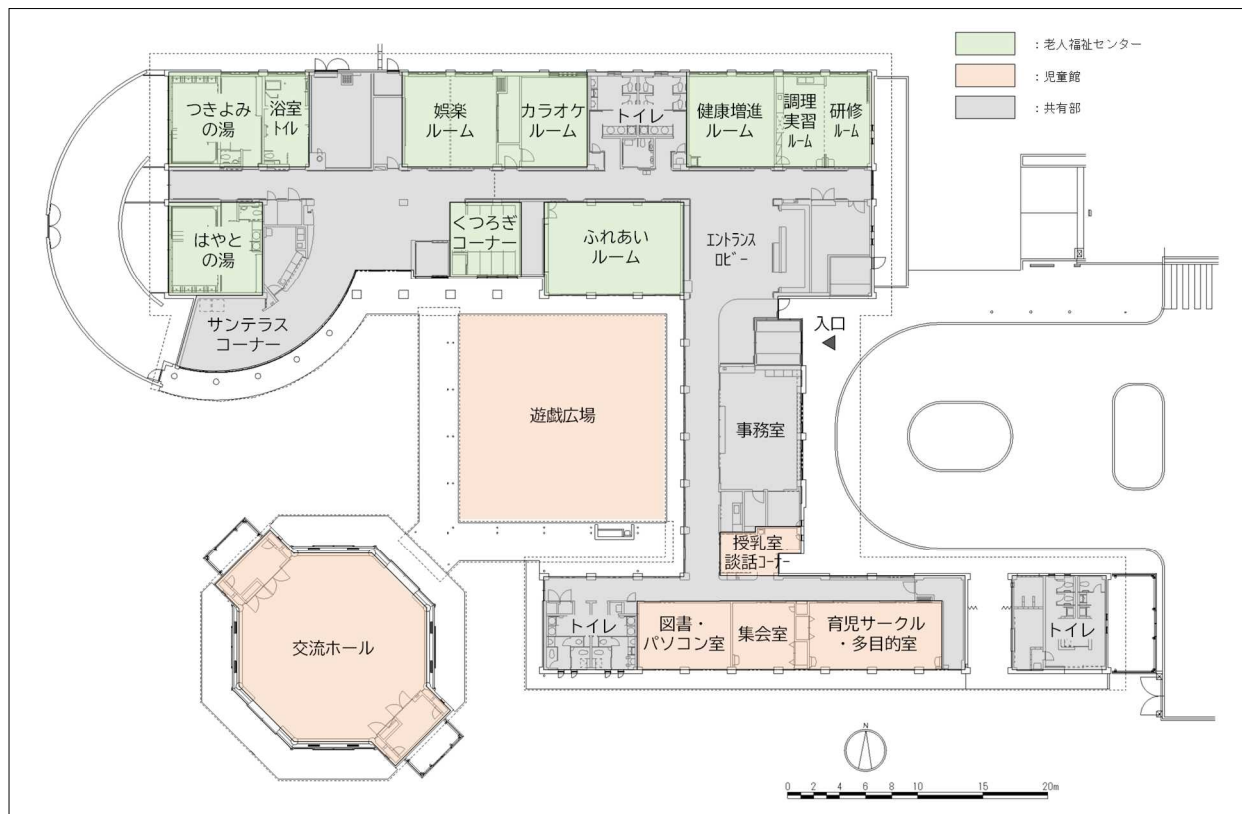 ：老人福祉センター
：児童館
：共有部
つきよみ
の湯
浴室
トイレ
娯楽
ルーム
カラオケ
ルーム
トイレ
健康増進
ルーム
調理
実習
ルーム
研修
ルーム
はやと
の湯
くつろぎ
コーナー
ふれあい
ルーム
エントランス
ロビー
サンテラス
コーナー
入口
遊戯広場
事務室
授乳室
談話コーナー
トイレ
図書・
パソコン室
集会室
育児サークル
・多目的室
トイレ
交流ホール
N
0 2 4 6 8 10 15 20m